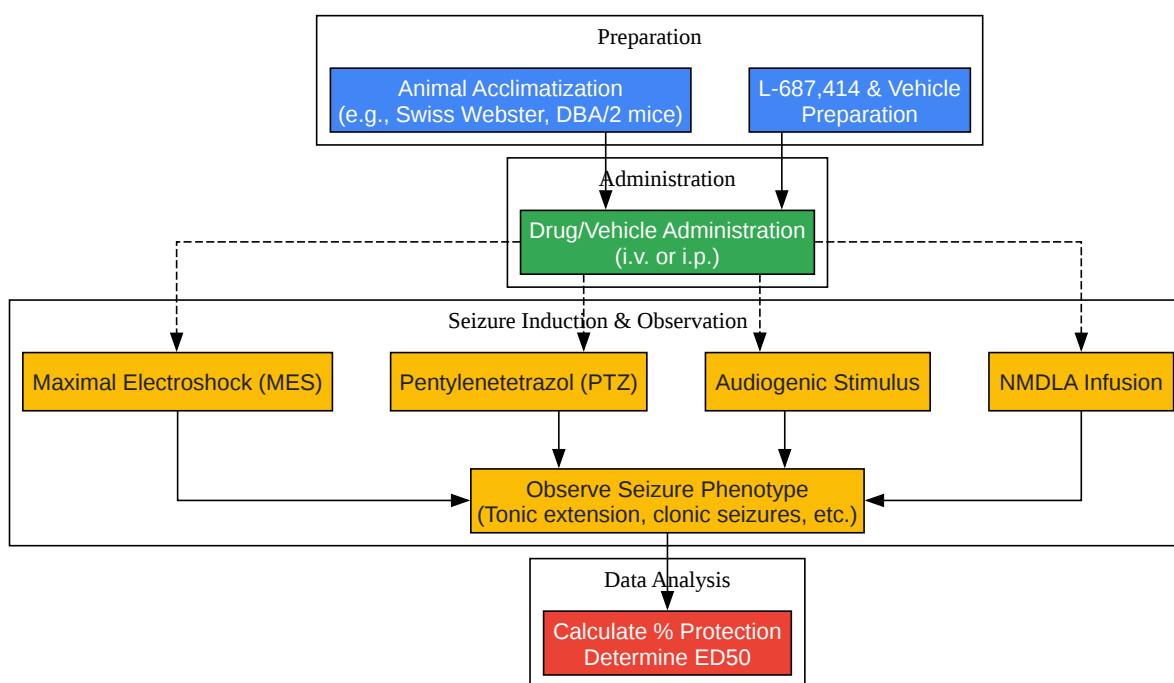 Preparation
Animal Acclimatization
(e.g., Swiss Webster, DBA/2 mice)
L-687,414 & Vehicle
Preparation
Administration
Drug/Vehicle Administration
(i.v. or i.p.)
Seizure Induction & Observation
Maximal Electroshock (MES)
Pentylenetetrazol (PTZ)
Audiogenic Stimulus
NMDLA Infusion
Observe Seizure Phenotype
(Tonic extension, clonic seizures, etc.)
Data Analysis
Calculate % Protection
Determine ED50